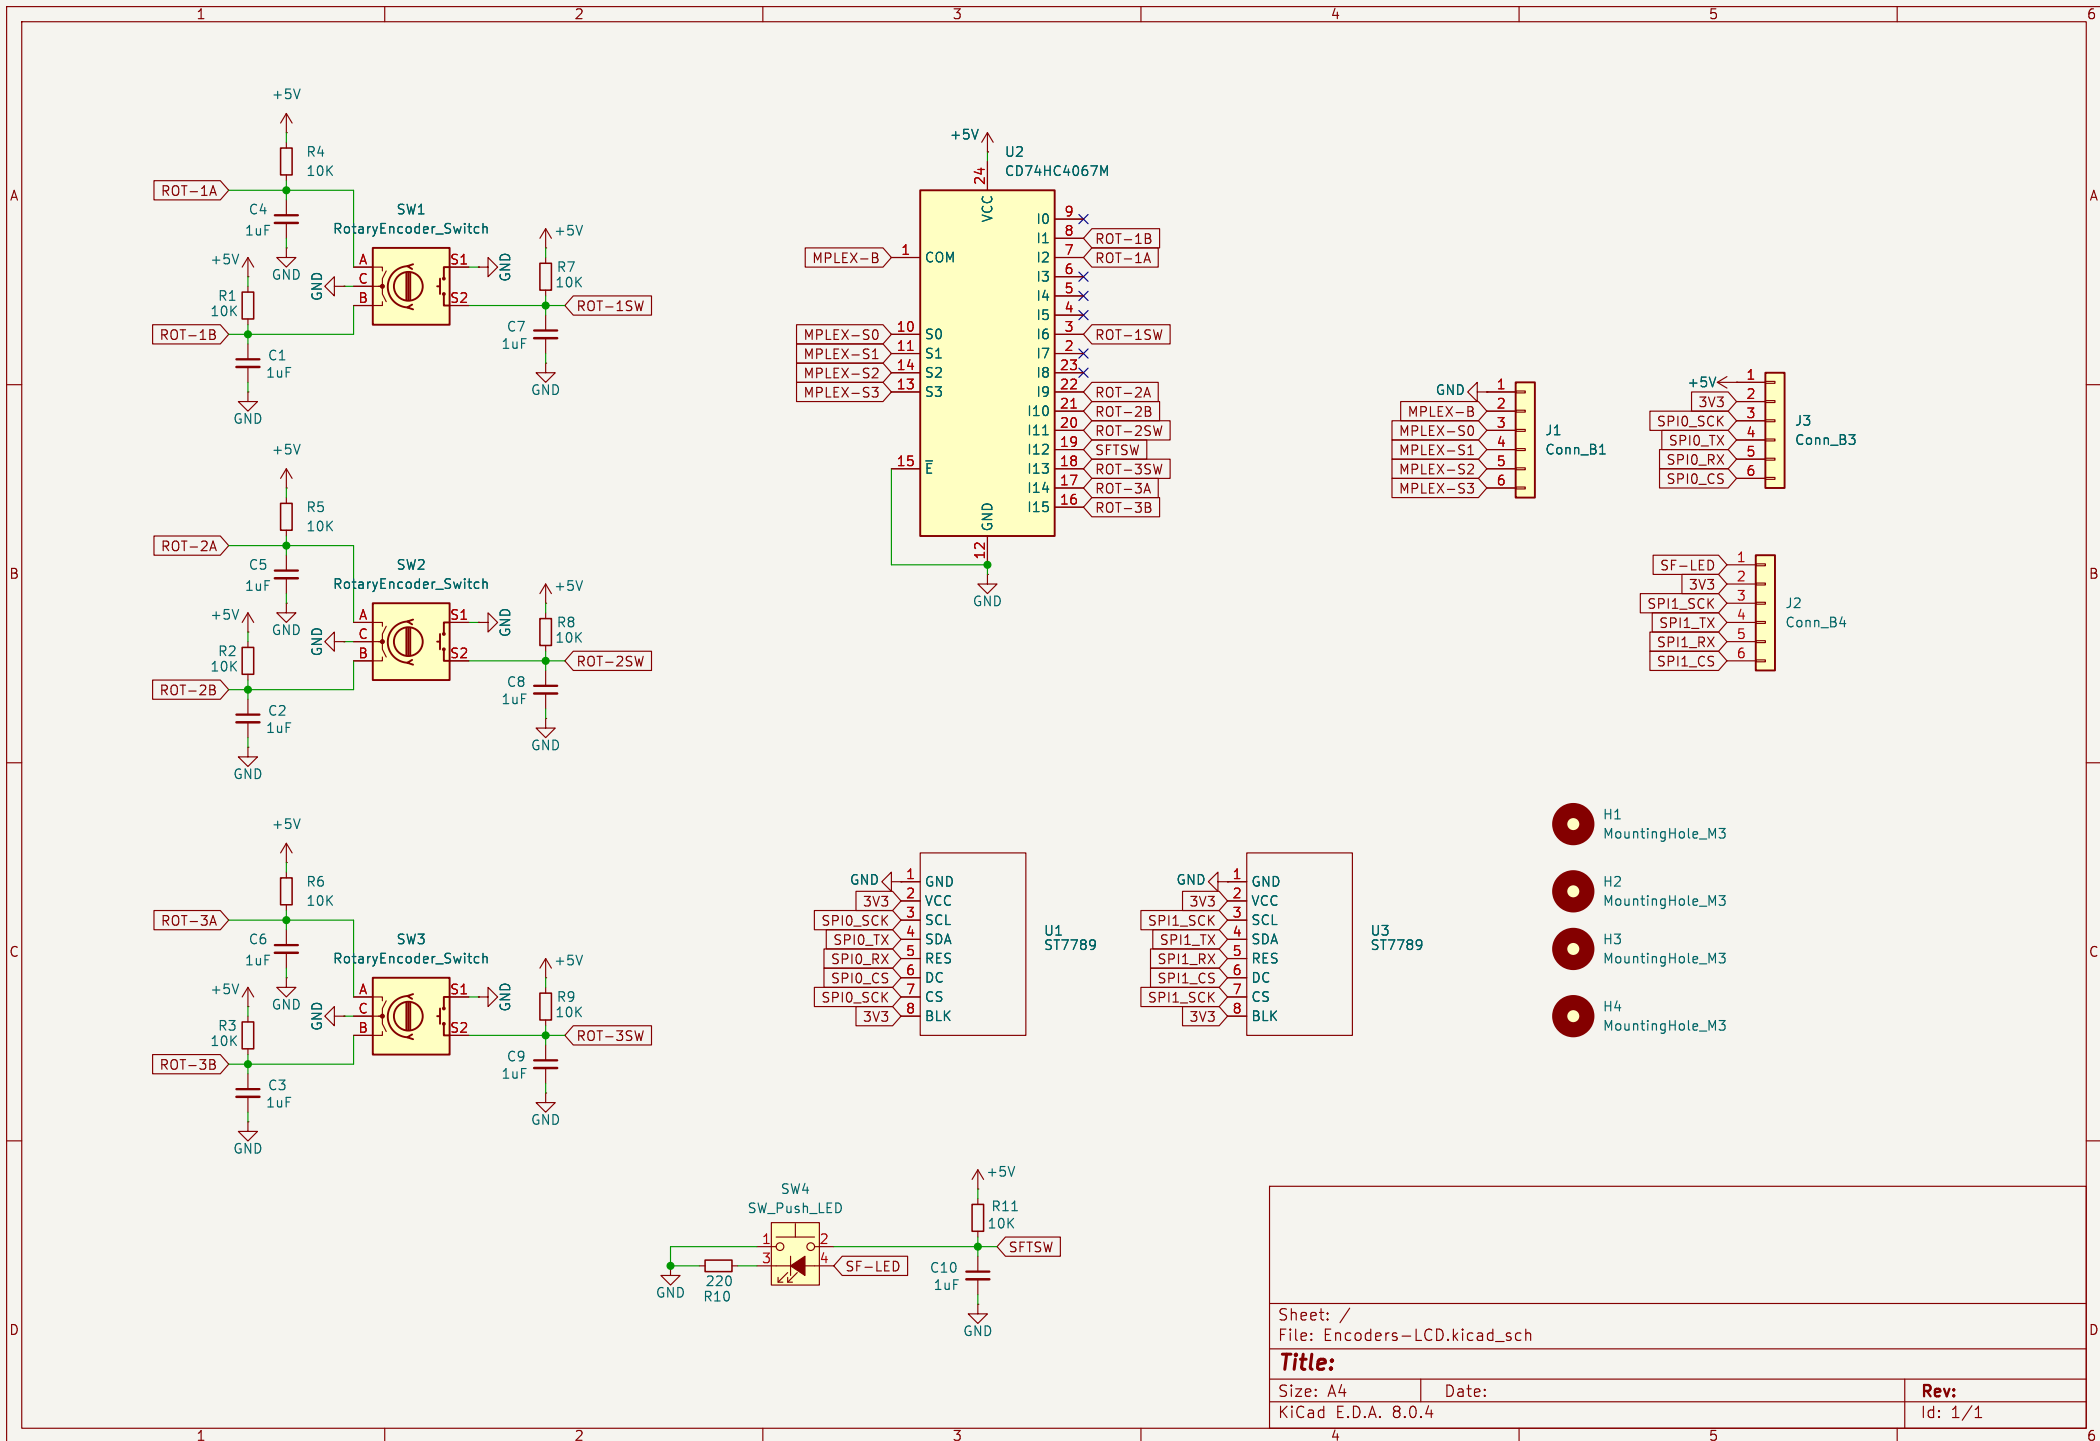 1 2 3 4 5 6
A
B
C
D
A
B
C
D
+5V
R4
10K
ROT-1A
C4
1uF
GND
SW1
RotaryEncoder_Switch
+5V
R1
10K
GND
A
C
B
S1
S2
GND
+5V
R7
10K
ROT-1SW
ROT-1B
C1
1uF
GND
C7
1uF
GND
+5V
R5
10K
ROT-2A
C5
1uF
GND
SW2
RotaryEncoder_Switch
+5V
R2
10K
GND
A
C
B
S1
S2
GND
+5V
R8
10K
ROT-2SW
ROT-2B
C2
1uF
GND
C8
1uF
GND
+5V
R6
10K
ROT-3A
C6
1uF
GND
SW3
RotaryEncoder_Switch
+5V
R3
10K
GND
A
C
B
S1
S2
GND
+5V
R9
10K
ROT-3SW
ROT-3B
C3
1uF
GND
C9
1uF
GND
+5V
U2
CD74HC4067M
24
VCC
MPLEX-B 1 COM
MPLEX-S0 10 S0
MPLEX-S1 11 S1
MPLEX-S2 14 S2
MPLEX-S3 13 S3
15 E
I0 9
I1 8 ROT-1B
I2 7 ROT-1A
I3 6
I4 5
I5 4
I6 3 ROT-1SW
I7 2
I8 23
I9 22 ROT-2A
I10 21 ROT-2B
I11 20 ROT-2SW
I12 19 SFTSW
I13 18 ROT-3SW
I14 17 ROT-3A
I15 16 ROT-3B
GND
12
GND
GND 1
MPLEX-B 2
MPLEX-S0 3
MPLEX-S1 4
MPLEX-S2 5
MPLEX-S3 6
J1
Conn_B1
+5V 1
3V3 2
SPI0_SCK 3
SPI0_TX 4
SPI0_RX 5
SPI0_CS 6
J3
Conn_B3
SF-LED 1
3V3 2
SPI1_SCK 3
SPI1_TX 4
SPI1_RX 5
SPI1_CS 6
J2
Conn_B4
GND 1 GND
3V3 2 VCC
SPI0_SCK 3 SCL
SPI0_TX 4 SDA
SPI0_RX 5 RES
SPI0_CS 6 DC
SPI0_SCK 7 CS
3V3 8 BLK
U1
ST7789
GND 1 GND
3V3 2 VCC
SPI1_SCK 3 SCL
SPI1_TX 4 SDA
SPI1_RX 5 RES
SPI1_CS 6 DC
SPI1_SCK 7 CS
3V3 8 BLK
U3
ST7789
H1
MountingHole_M3
H2
MountingHole_M3
H3
MountingHole_M3
H4
MountingHole_M3
SW4
SW_Push_LED
1
2
3
4
SF-LED
GND
220
R10
+5V
R11
10K
SFTSW
C10
1uF
GND
Sheet: /
File: Encoders-LCD.kicad_sch
Title:
Size: A4 Date: Rev:
KiCad E.D.A. 8.0.4 Id: 1/1
1 2 3 4 5 6